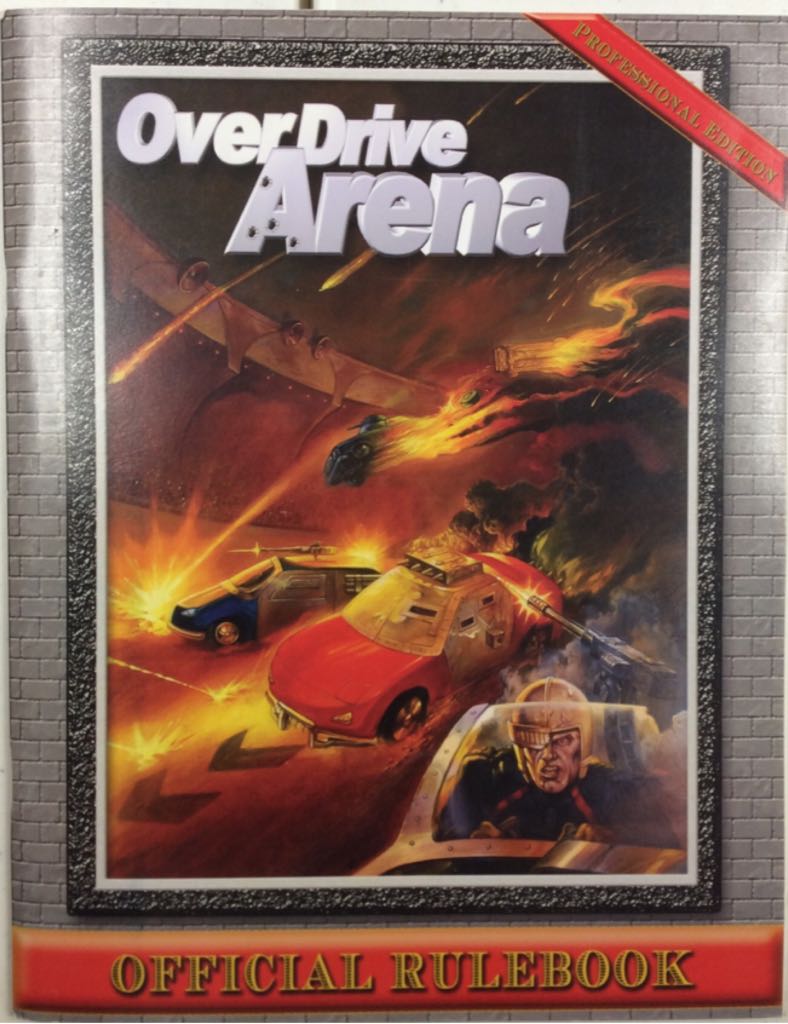 PROFESSIONAL EDITION
OverDrive
Arena
OFFICIAL RULEBOOK